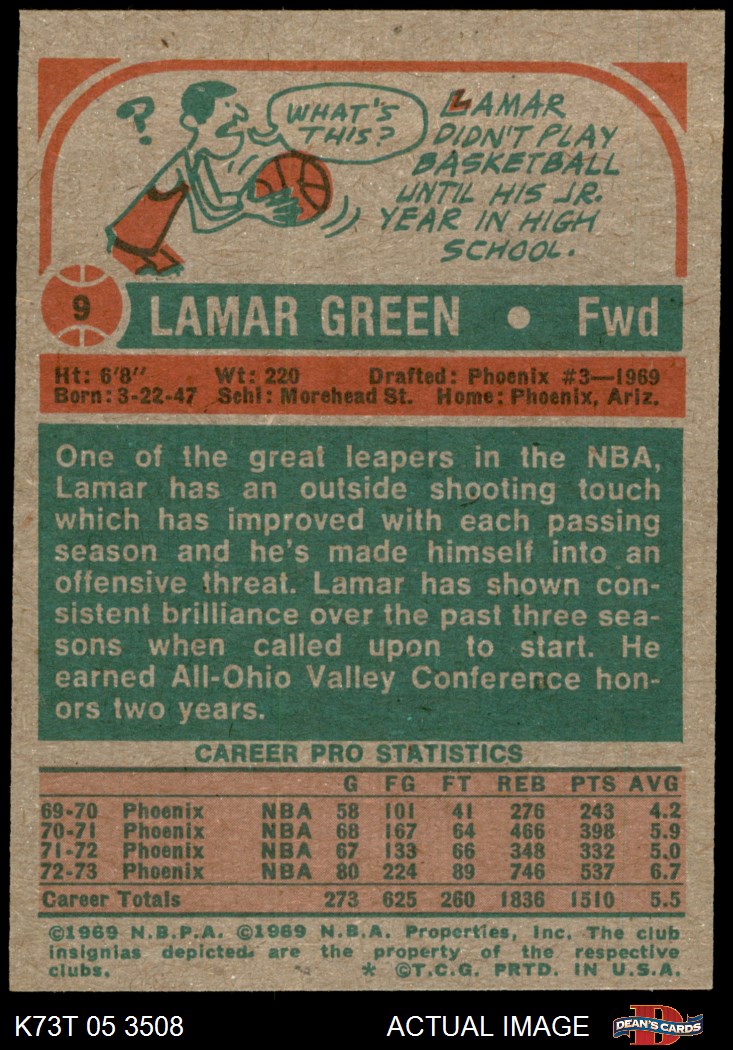 ?
WHAT'S
THIS?
LAMAR
DIDN'T PLAY
BASKETBALL
UNTIL HIS JR.
YEAR IN HIGH
SCHOOL.
9 LAMAR GREEN • Fwd
Ht: 6'8" Wt: 220 Drafted: Phoenix #3—1969
Born: 3-22-47 Schl: Morehead St. Home: Phoenix, Ariz.
One of the great leapers in the NBA,
Lamar has an outside shooting touch
which has improved with each passing
season and he's made himself into an
offensive threat. Lamar has shown con-
sistent brilliance over the past three sea-
sons when called upon to start. He
earned All-Ohio Valley Conference hon-
ors two years.
CAREER PRO STATISTICS
G FG FT REB PTS AVG
69-70 Phoenix NBA 58 101 41 276 243 4.2
70-71 Phoenix NBA 68 167 64 466 398 5.9
71-72 Phoenix NBA 67 133 66 348 332 5.0
72-73 Phoenix NBA 80 224 89 746 537 6.7
Career Totals 273 625 260 1836 1510 5.5
©1969 N.B.P.A. ©1969 N.B.A. Properties, Inc. The club
insignias depicted are the property of the respective
clubs. * ©T.C.G. PRTD. IN U.S.A.
K73T 05 3508 ACTUAL IMAGE D DEAN'S CARDS